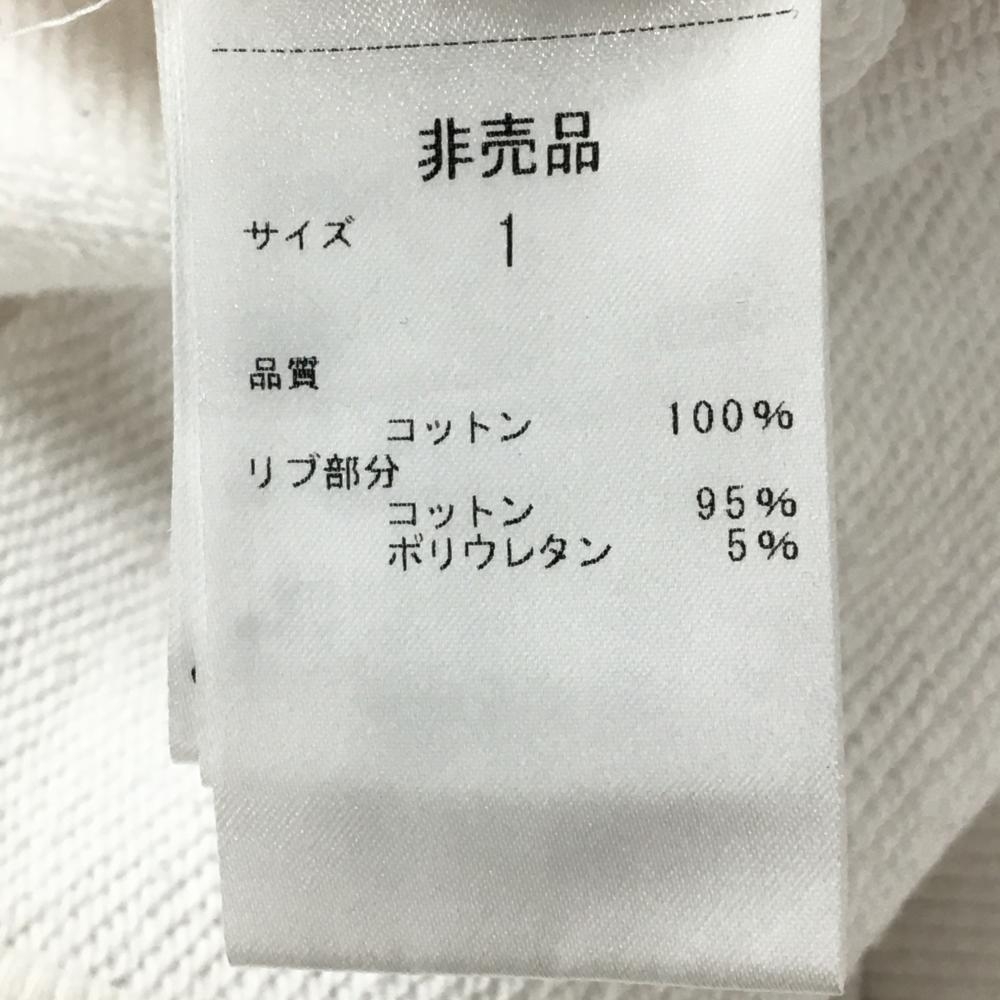 非売品
サイズ 1
品質
コットン 100%
リブ部分
コットン 95%
ポリウレタン 5%